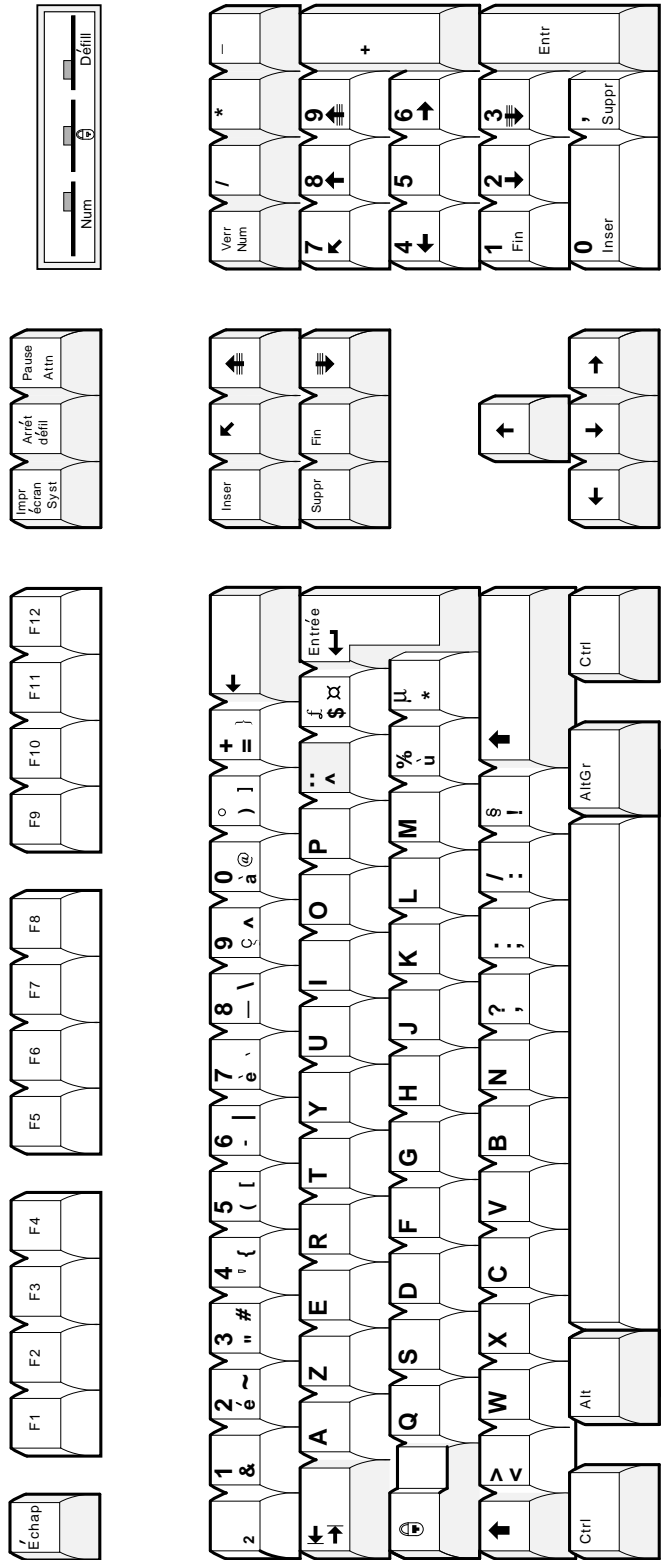 Échap F1 F2 F3 F4 F5 F6 F7 F8 F9 F10 F11 F12
Impr écran Syst
Arrêt défil
Pause Attn
Num Défill
²
1 &
2 é ~
3 " #
4 ' {
5 ( [
6 - |
7 è `
8 _ \
9 ç ^
0 à @
° ) ]
+ = }
Inser
Verr Num
/ * −
A Z E R T Y U I O P
¨ ^
£ $ ¤
Entrée
Suppr Fin
7 8 9 +
Q S D F G H J K L M
% ù
µ *
4 5 6
> <
W X C V B N
? ,
. ;
/ :
§ !
1 Fin
2 3
Entr
Ctrl Alt AltGr Ctrl
0 Inser
, Suppr